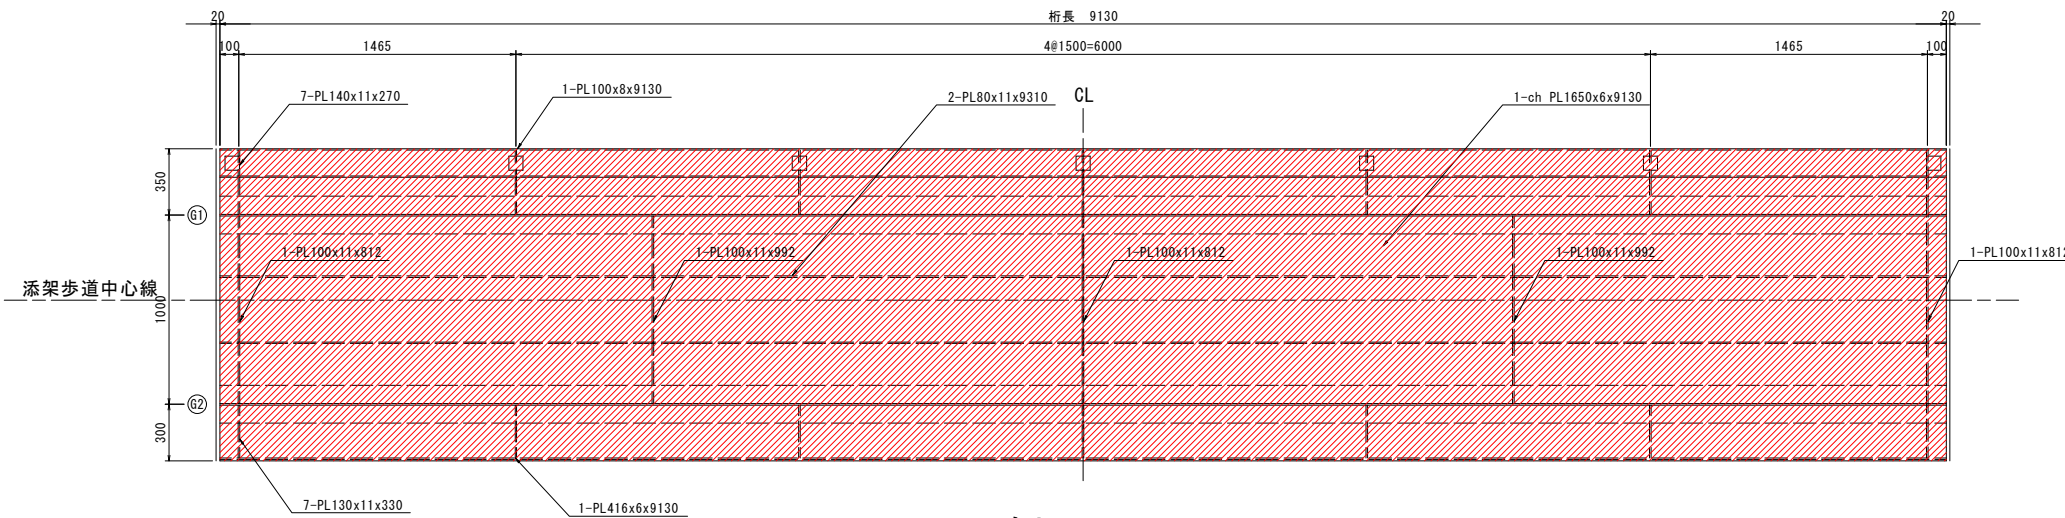 20
桁長 9130
20
100
1465
4@1500=6000
1465
100
7-PL140x11x270
1-PL100x8x9130
2-PL80x11x9310
CL
1-ch PL1650x6x9130
350
G1
1-PL100x11x812
1-PL100x11x992
1-PL100x11x812
1-PL100x11x992
1-PL100x11x812
添架歩道中心線
1000
G2
300
7-PL130x11x330
1-PL416x6x9130